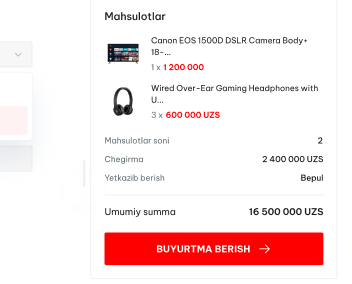 Mahsulotlar
Canon EOS 1500D DSLR Camera Body+
18-...
1 x 1 200 000
Wired Over-Ear Gaming Headphones with
U...
3 x 600 000 UZS
Mahsulotlar soni 2
Chegirma 2 400 000 UZS
Yetkazib berish Bepul
Umumiy summa 16 500 000 UZS
BUYURTMA BERISH →